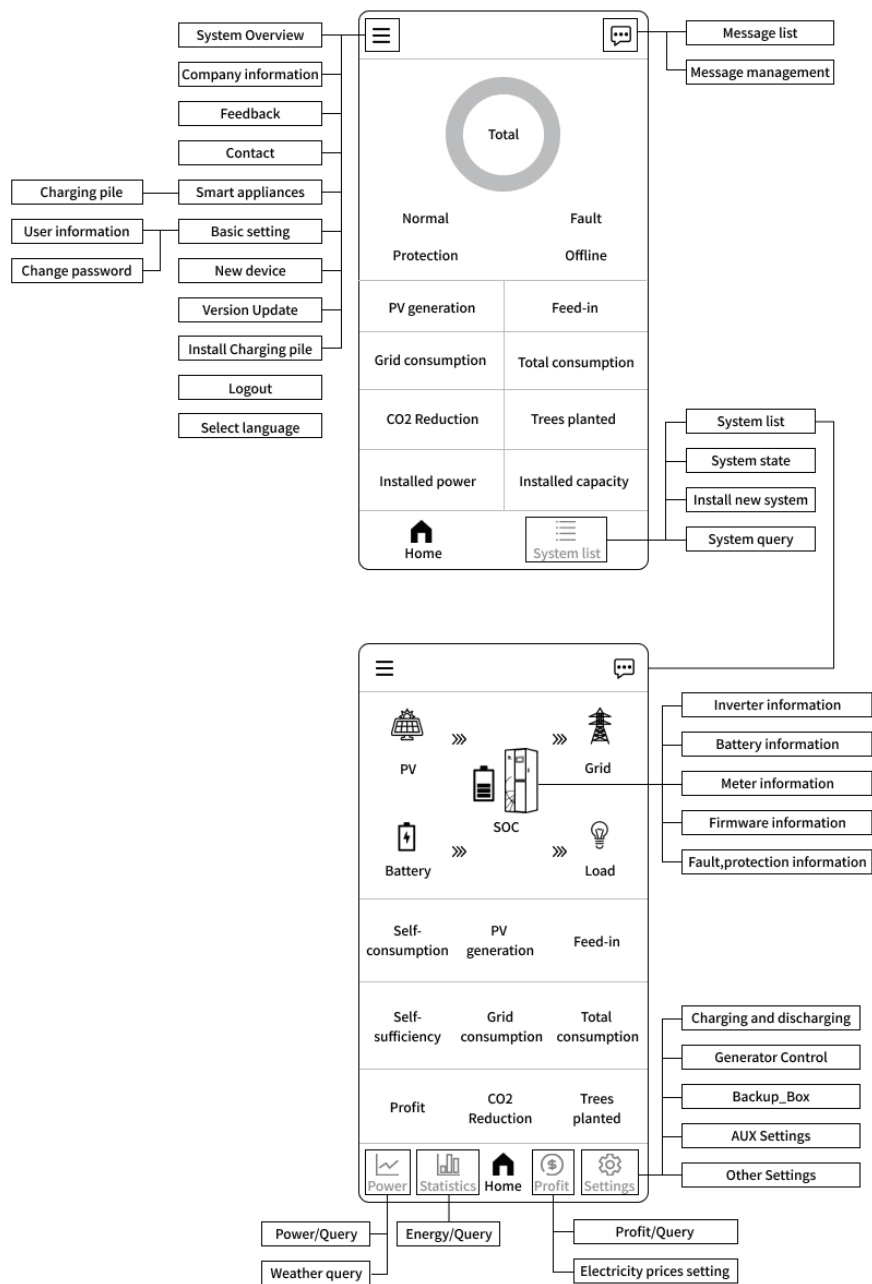 System Overview
Company information
Feedback
Contact
Charging pile
Smart appliances
User information
Basic setting
Change password
New device
Version Update
Install Charging pile
Logout
Select language
Message list
Message management
Total
Normal
Fault
Protection
Offline
PV generation
Feed-in
Grid consumption
Total consumption
CO2 Reduction
Trees planted
Installed power
Installed capacity
Home
System list
System list
System state
Install new system
System query
PV
Grid
SOC
Battery
Load
Inverter information
Battery information
Meter information
Firmware information
Fault,protection information
Self-
consumption
PV
generation
Feed-in
Self-
sufficiency
Grid
consumption
Total
consumption
Profit
CO2
Reduction
Trees
planted
Power
Statistics
Home
Profit
Settings
Charging and discharging
Generator Control
Backup_Box
AUX Settings
Other Settings
Power/Query
Energy/Query
Profit/Query
Weather query
Electricity prices setting